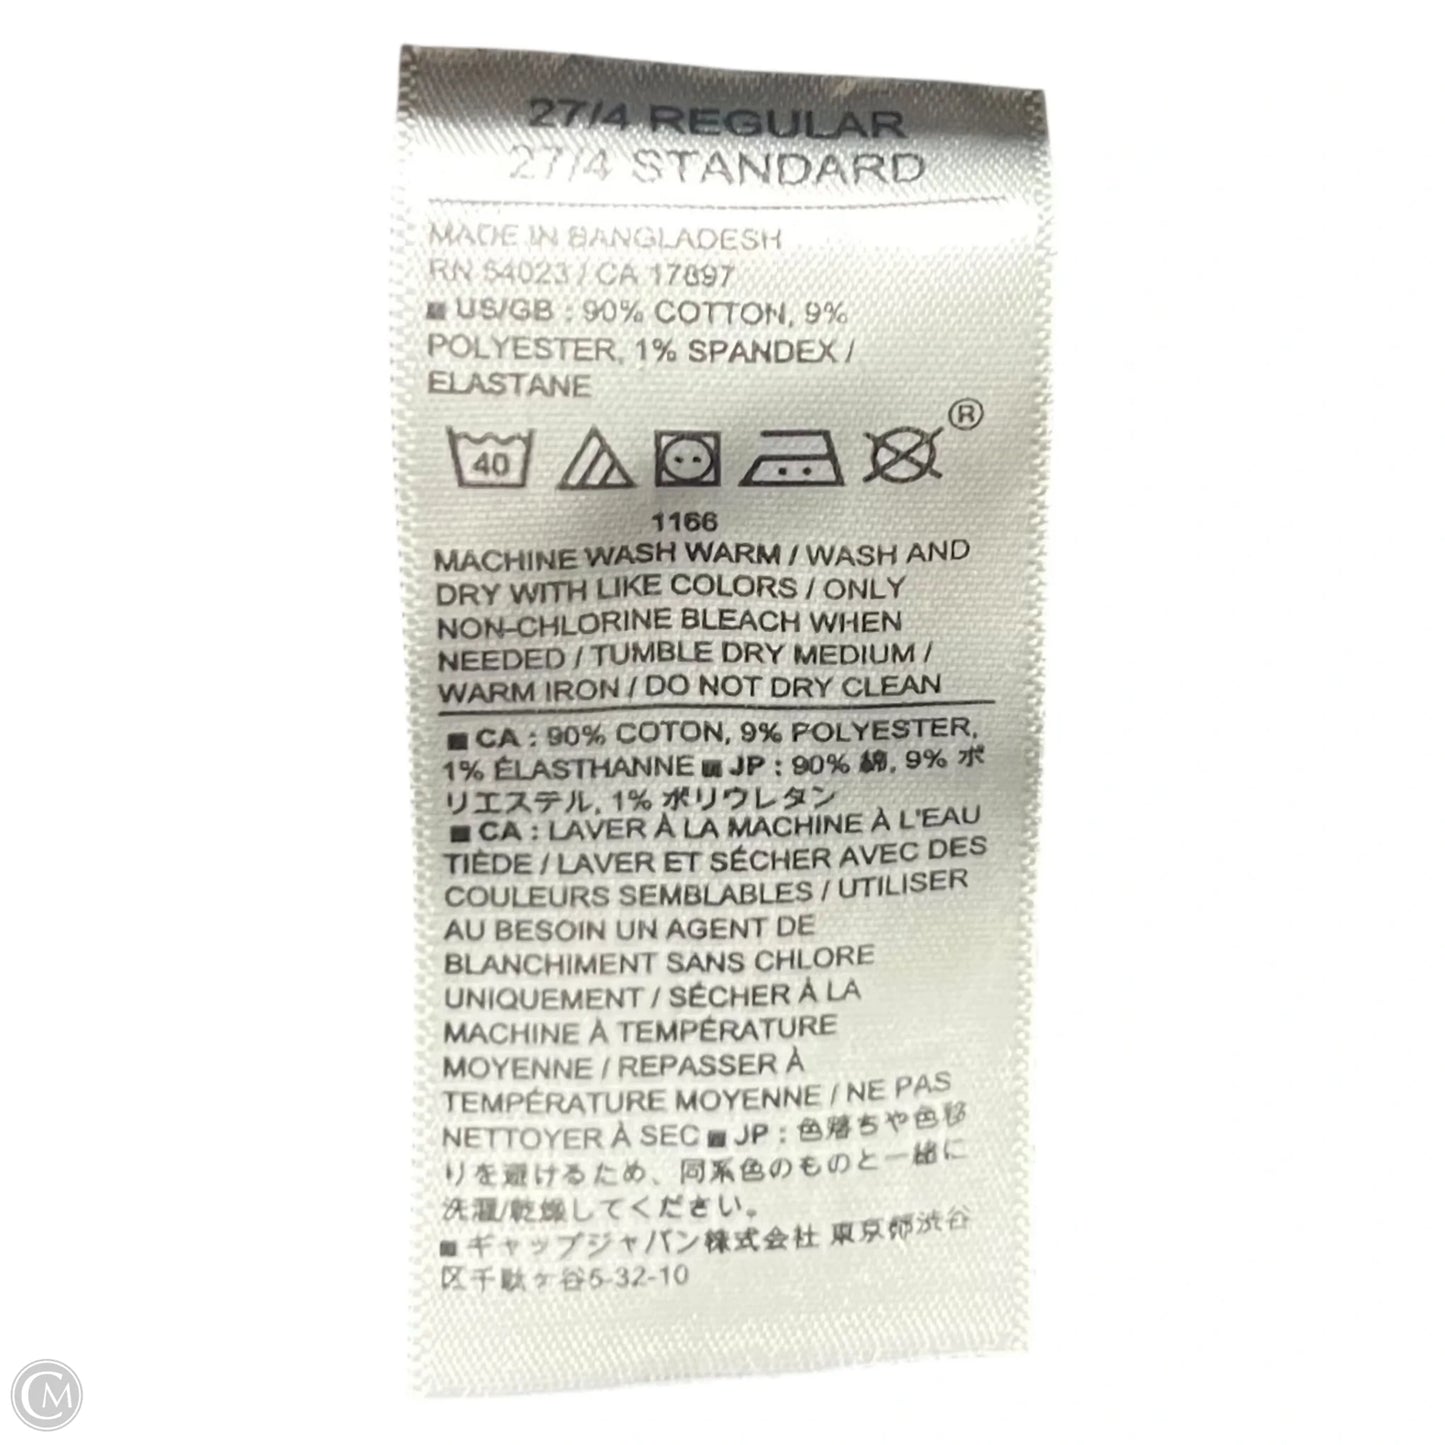 27/4 REGULAR
27/4 STANDARD
MADE IN BANGLADESH
RN 54023 / CA 17897
■ US/GB : 90% COTTON, 9%
POLYESTER, 1% SPANDEX /
ELASTANE
®
40
1166
MACHINE WASH WARM / WASH AND
DRY WITH LIKE COLORS / ONLY
NON-CHLORINE BLEACH WHEN
NEEDED / TUMBLE DRY MEDIUM /
WARM IRON / DO NOT DRY CLEAN
■ CA : 90% COTON, 9% POLYESTER,
1% ÉLASTHANNE ■ JP : 90% 綿, 9% ポ
リエステル, 1% ポリウレタン
■ CA : LAVER À LA MACHINE À L'EAU
TIÈDE / LAVER ET SÉCHER AVEC DES
COULEURS SEMBLABLES / UTILISER
AU BESOIN UN AGENT DE
BLANCHIMENT SANS CHLORE
UNIQUEMENT / SÉCHER À LA
MACHINE À TEMPÉRATURE
MOYENNE / REPASSER À
TEMPÉRATURE MOYENNE / NE PAS
NETTOYER À SEC ■ JP : 色落ちや色移
りを避けるため、同系色のものと一緒に
洗濯/乾燥してください。
■ ギャップジャパン株式会社 東京都渋谷
区千駄ヶ谷5-32-10
CM